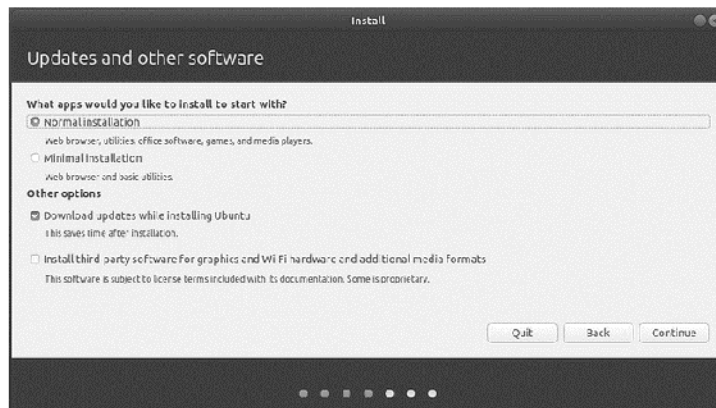 Install
Updates and other software
What apps would you like to install to start with?
Normal installation
Web browser, utilities, office software, games, and media players.
Minimal installation
Web browser and basic utilities.
Other options
Download updates while installing Ubuntu
This saves time after installation.
Install third party software for graphics and Wi Fi hardware and additional media formats
This software is subject to license terms included with its documentation. Some is proprietary.
Quit Back Continue